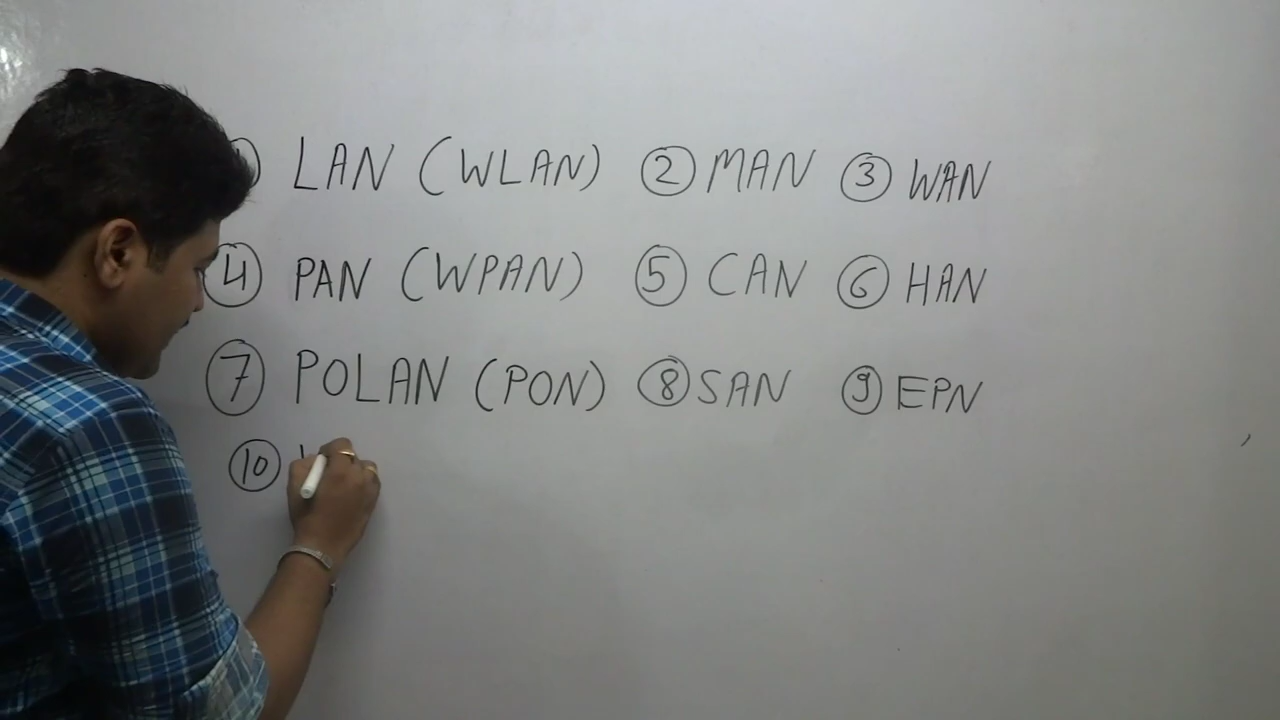 ① LAN (WLAN) ② MAN ③ WAN
④ PAN (WPAN) ⑤ CAN ⑥ HAN
⑦ POLAN (PON) ⑧ SAN ⑨ EPN
⑩